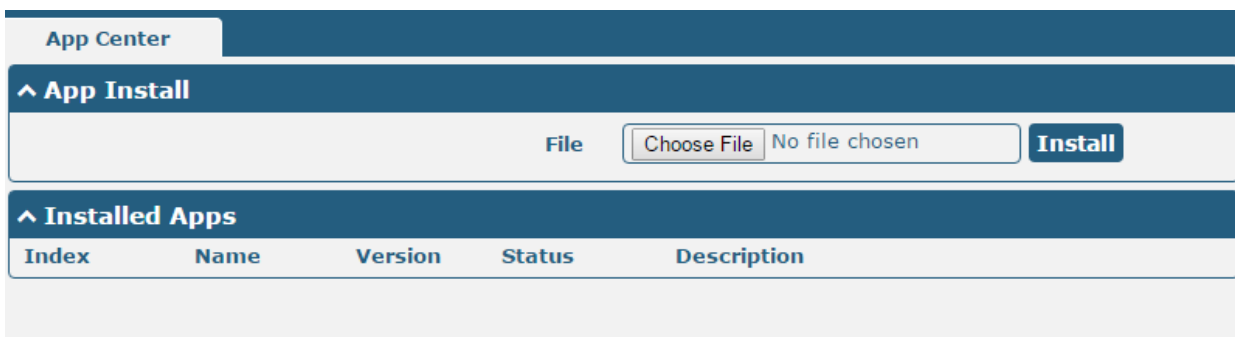 App Center
App Install
File Choose File No file chosen Install
Installed Apps
Index Name Version Status Description